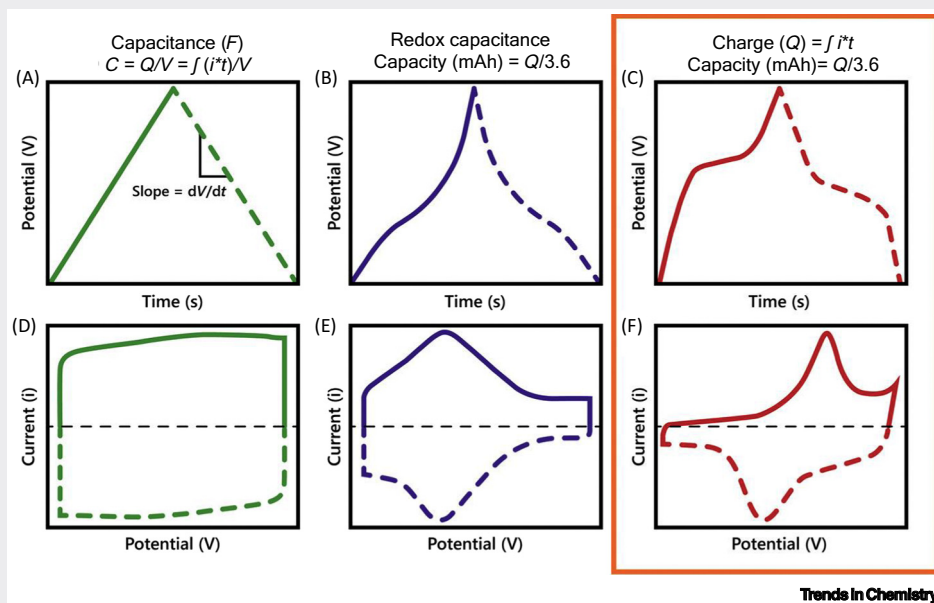 Capacitance (F)
C = Q/V = ∫ (i*t)/V
Redox capacitance
Capacity (mAh) = Q/3.6
Charge (Q) = ∫ i*t
Capacity (mAh)= Q/3.6
(A)
Potential (V)
Slope = dV/dt
Time (s)
(B)
Potential (V)
Time (s)
(C)
Potential (V)
Time (s)
(D)
Current (i)
Potential (V)
(E)
Current (i)
Potential (V)
(F)
Current (i)
Potential (V)
Trends in Chemistry